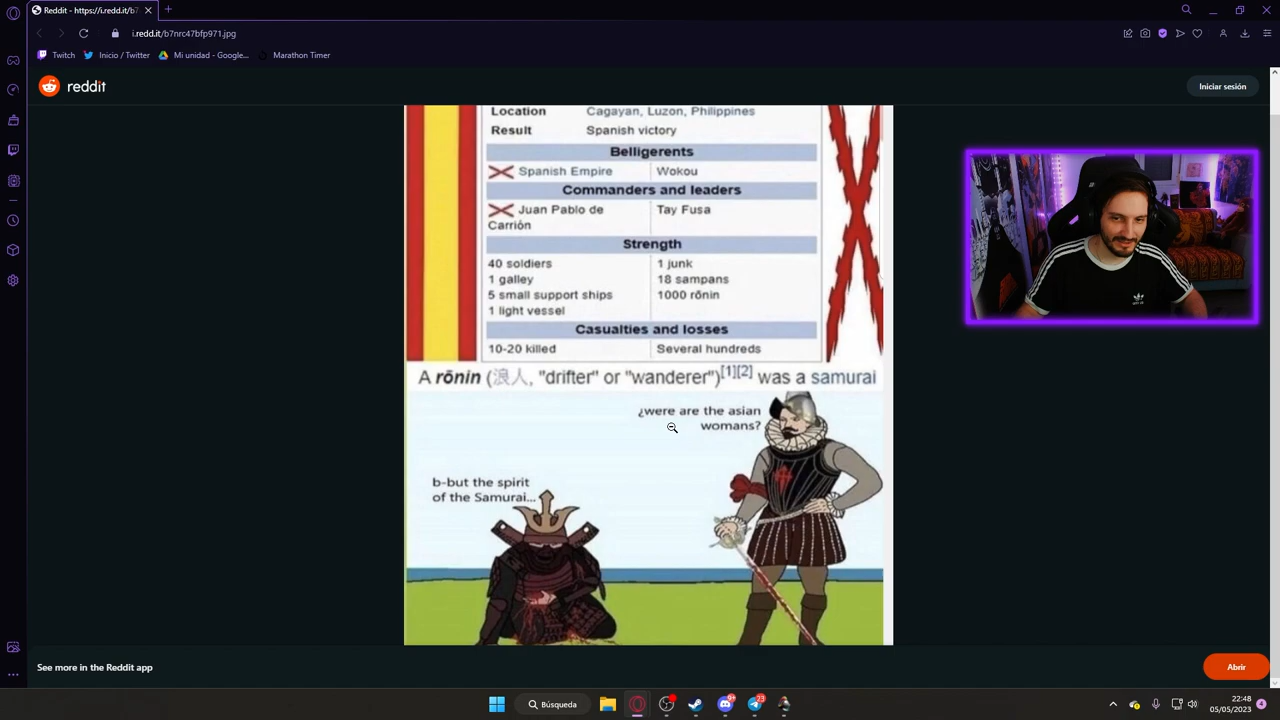 Reddit - https://i.redd.it/b7
i.redd.it/b7nrc47bfp971.jpg
Twitch
Inicio / Twitter
Mi unidad - Google...
Marathon Timer
reddit
Iniciar sesión
Location Cagayan, Luzon, Philippines
Result Spanish victory
Belligerents
Spanish Empire Wokou
Commanders and leaders
Juan Pablo de Tay Fusa
Carrión
Strength
40 soldiers 1 junk
1 galley 18 sampans
5 small support ships 1000 rōnin
1 light vessel
Casualties and losses
10-20 killed Several hundreds
A rōnin (浪人, "drifter" or "wanderer")[1][2] was a samurai
¿were are the asian
womans?
b-but the spirit
of the Samurai...
See more in the Reddit app
Abrir
Búsqueda
9+
23
22:48
05/05/2023
4